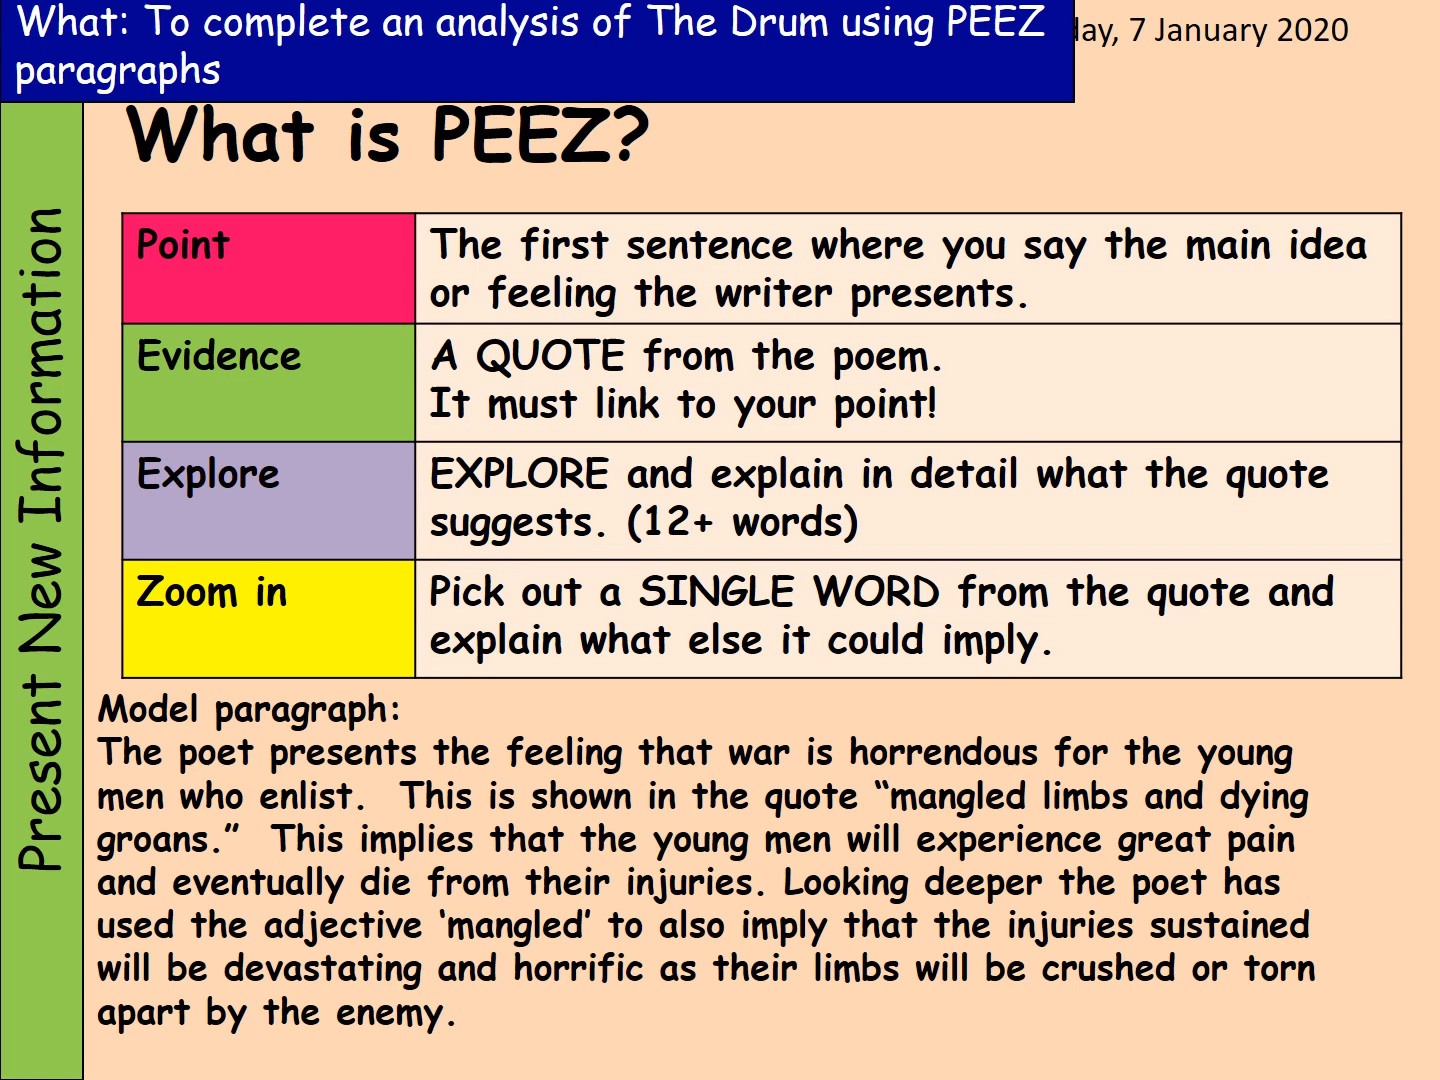 What: To complete an analysis of The Drum using PEEZ
paragraphs
day, 7 January 2020
What is PEEZ?
Present New Information
Point
The first sentence where you say the main idea
or feeling the writer presents.
Evidence
A QUOTE from the poem.
It must link to your point!
Explore
EXPLORE and explain in detail what the quote
suggests. (12+ words)
Zoom in
Pick out a SINGLE WORD from the quote and
explain what else it could imply.
Model paragraph:
The poet presents the feeling that war is horrendous for the young
men who enlist.  This is shown in the quote “mangled limbs and dying
groans.”  This implies that the young men will experience great pain
and eventually die from their injuries. Looking deeper the poet has
used the adjective ‘mangled’ to also imply that the injuries sustained
will be devastating and horrific as their limbs will be crushed or torn
apart by the enemy.